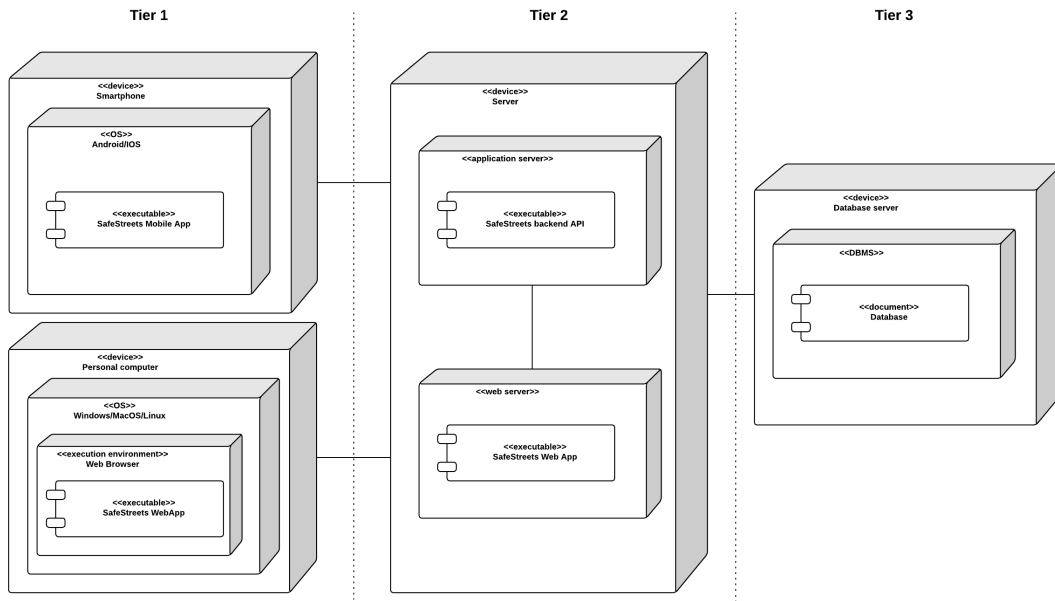 Tier 1
Tier 2
Tier 3
<<device>>
Smartphone
<<OS>>
Android/IOS
<<executable>>
SafeStreets Mobile App
<<device>>
Personal computer
<<OS>>
Windows/MacOS/Linux
<<execution environment>>
Web Browser
<<executable>>
SafeStreets WebApp
<<device>>
Server
<<application server>>
<<executable>>
SafeStreets backend API
<<web server>>
<<executable>>
SafeStreets Web App
<<device>>
Database server
<<DBMS>>
<<document>>
Database